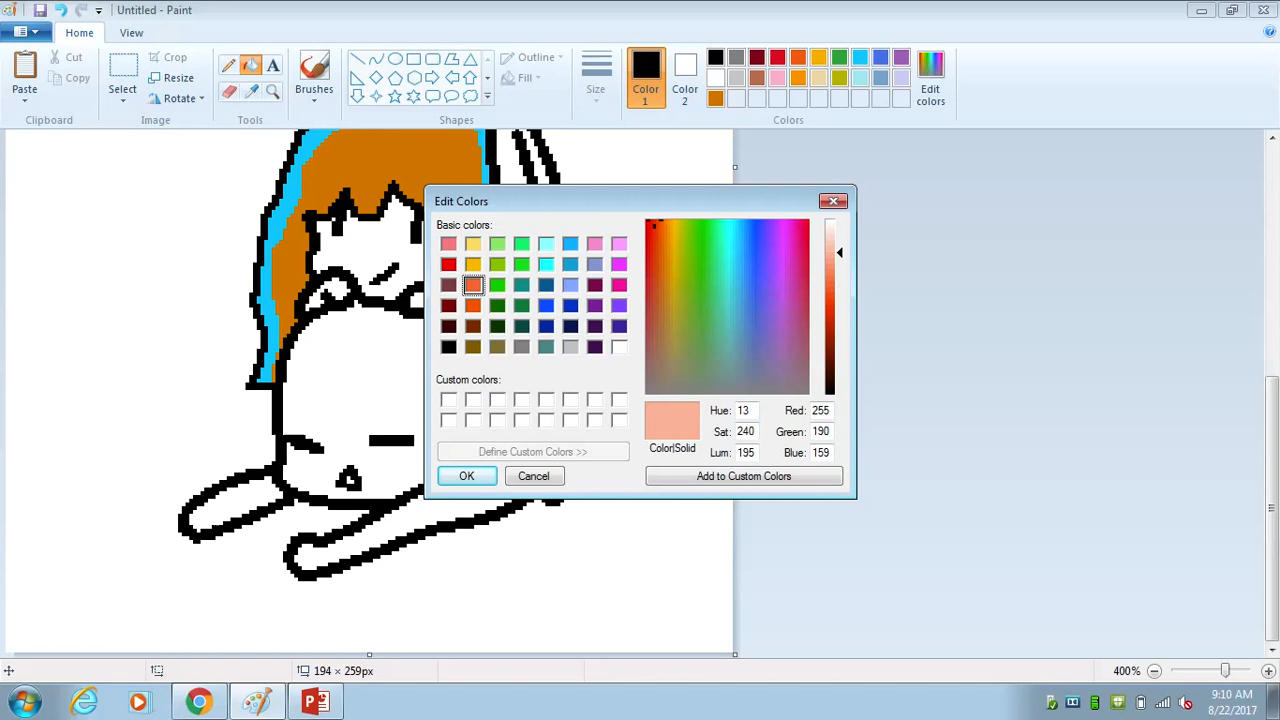 Untitled - Paint
Home View
Paste
Cut
Copy
Clipboard
Select
Crop
Resize
Rotate
Image
A
Tools
Brushes
Outline
Fill
Shapes
Size
Color 1
Color 2
Edit colors
Colors
Edit Colors
Basic colors:
Custom colors:
Define Custom Colors >>
OK Cancel
Color|Solid
Hue: 13 Red: 255
Sat: 240 Green: 190
Lum: 195 Blue: 159
Add to Custom Colors
194 × 259px
400%
9:10 AM
8/22/2017